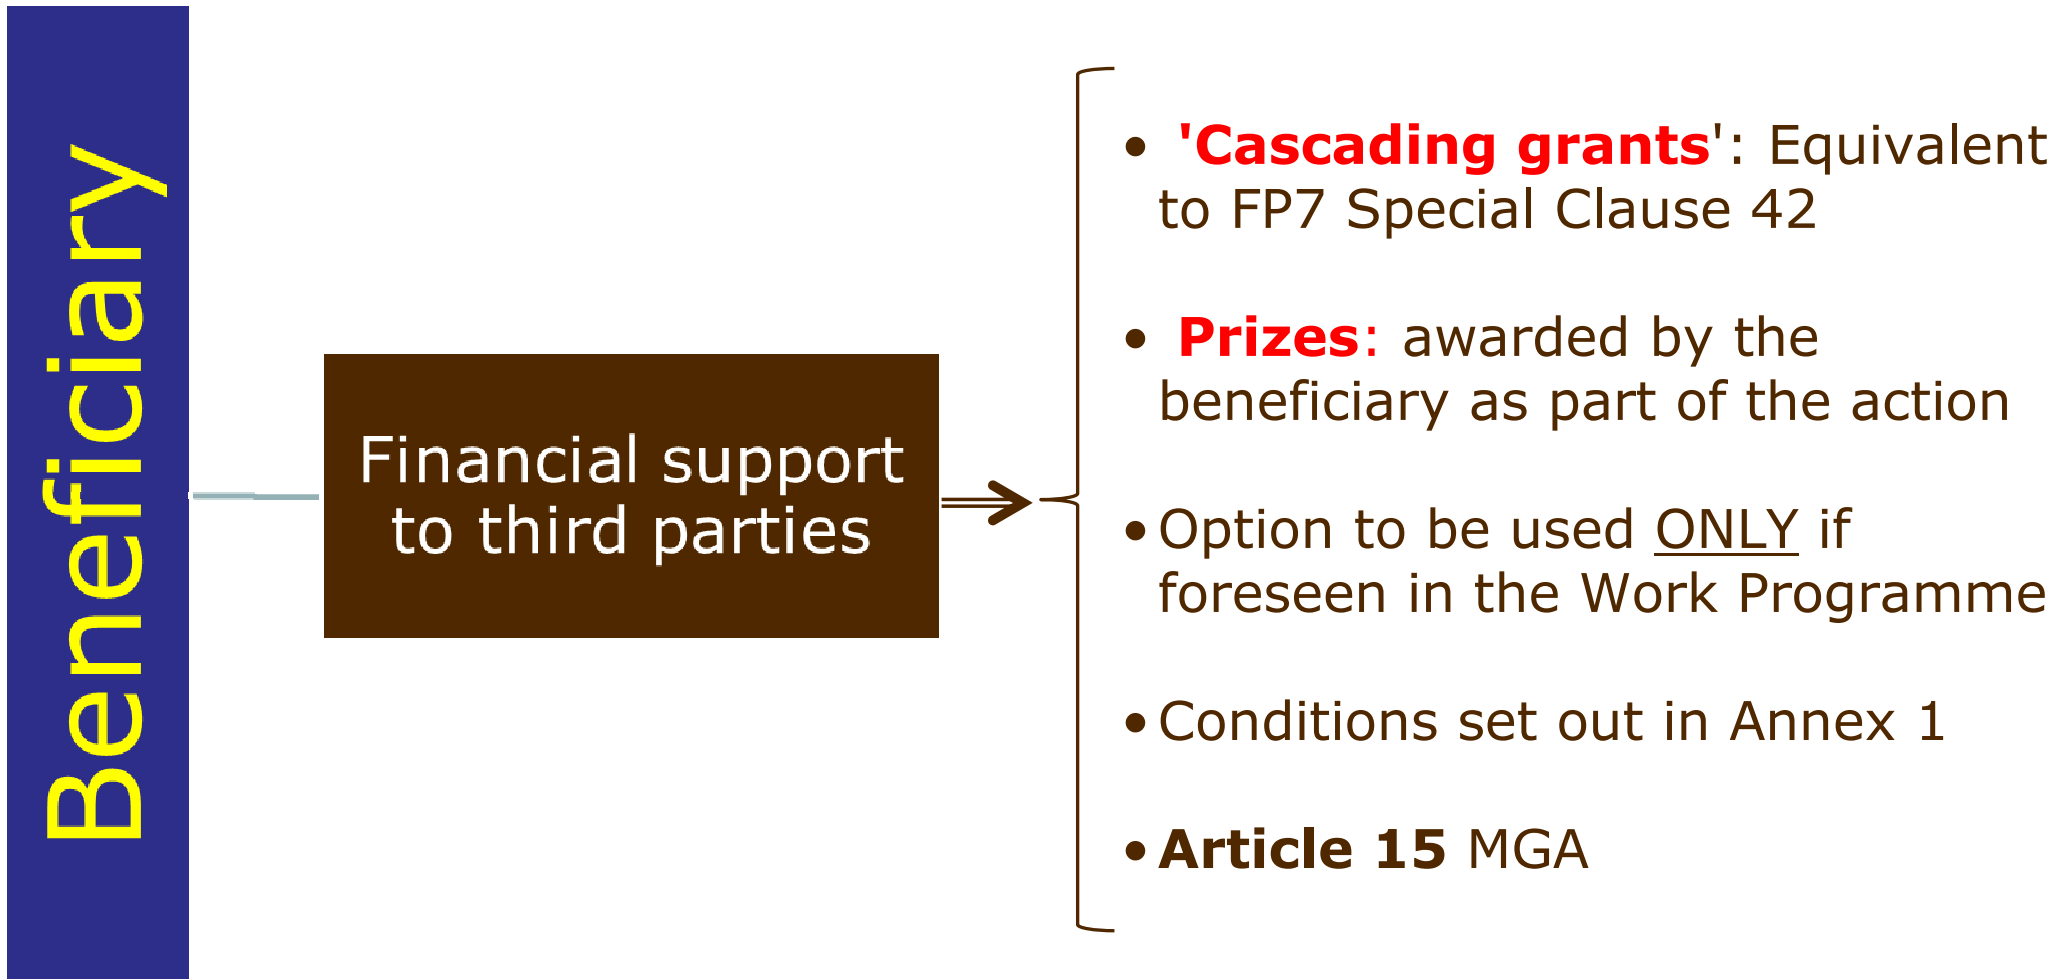 Beneficiary
Financial support
to third parties
• 'Cascading grants': Equivalent
to FP7 Special Clause 42
• Prizes: awarded by the
beneficiary as part of the action
• Option to be used ONLY if
foreseen in the Work Programme
• Conditions set out in Annex 1
• Article 15 MGA